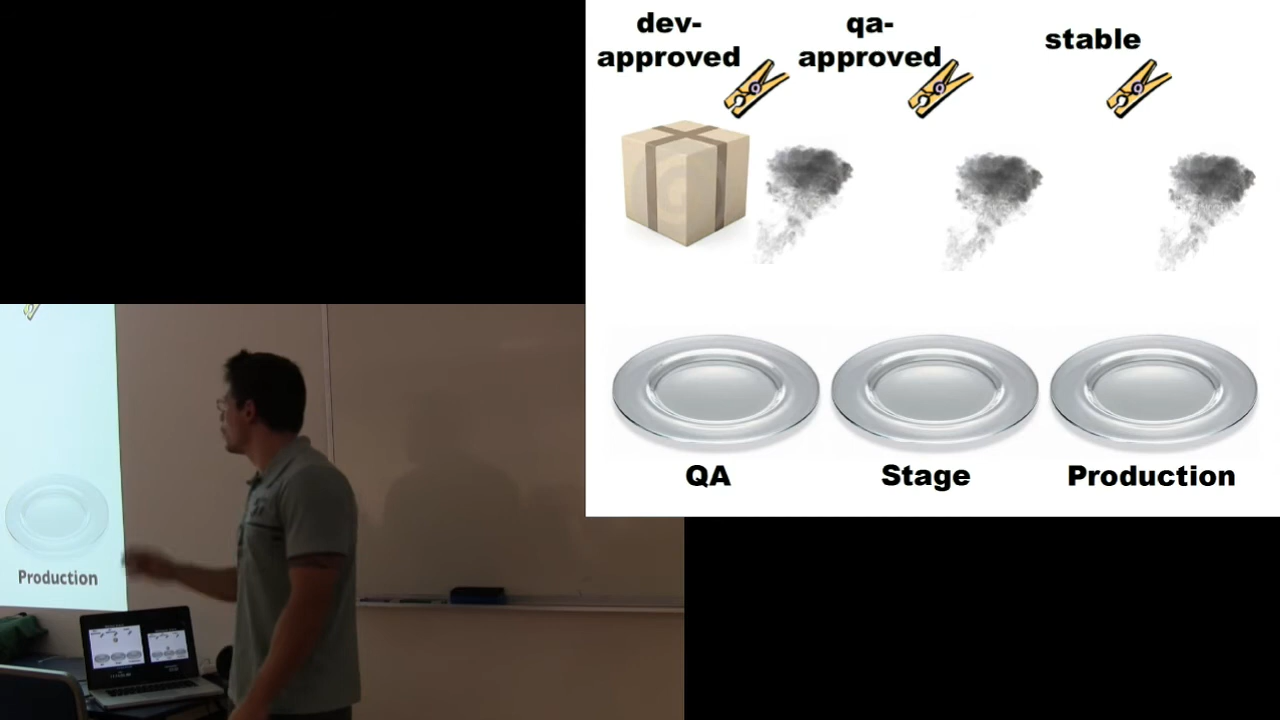 dev-
approved
qa-
approved
stable
QA
Stage
Production
Production